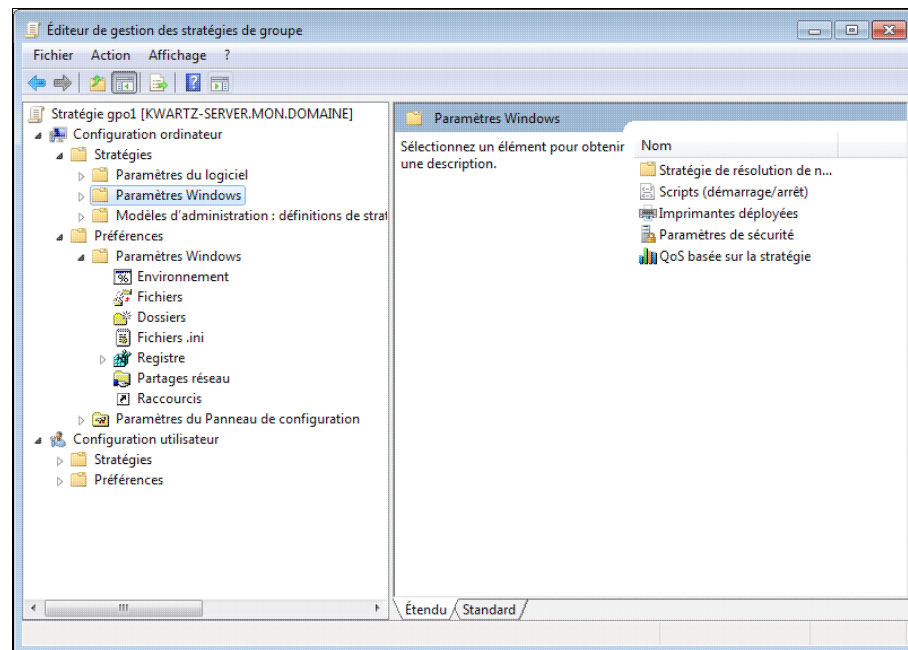 Éditeur de gestion des stratégies de groupe
Fichier Action Affichage ?
Stratégie gpo1 [KWARTZ-SERVER.MON.DOMAINE]
Configuration ordinateur
Stratégies
Paramètres du logiciel
Paramètres Windows
Modèles d'administration : définitions de strat
Préférences
Paramètres Windows
Environnement
Fichiers
Dossiers
Fichiers .ini
Registre
Partages réseau
Raccourcis
Paramètres du Panneau de configuration
Configuration utilisateur
Stratégies
Préférences
Paramètres Windows
Sélectionnez un élément pour obtenir
une description.
Nom
Stratégie de résolution de n...
Scripts (démarrage/arrêt)
Imprimantes déployées
Paramètres de sécurité
QoS basée sur la stratégie
Étendu Standard